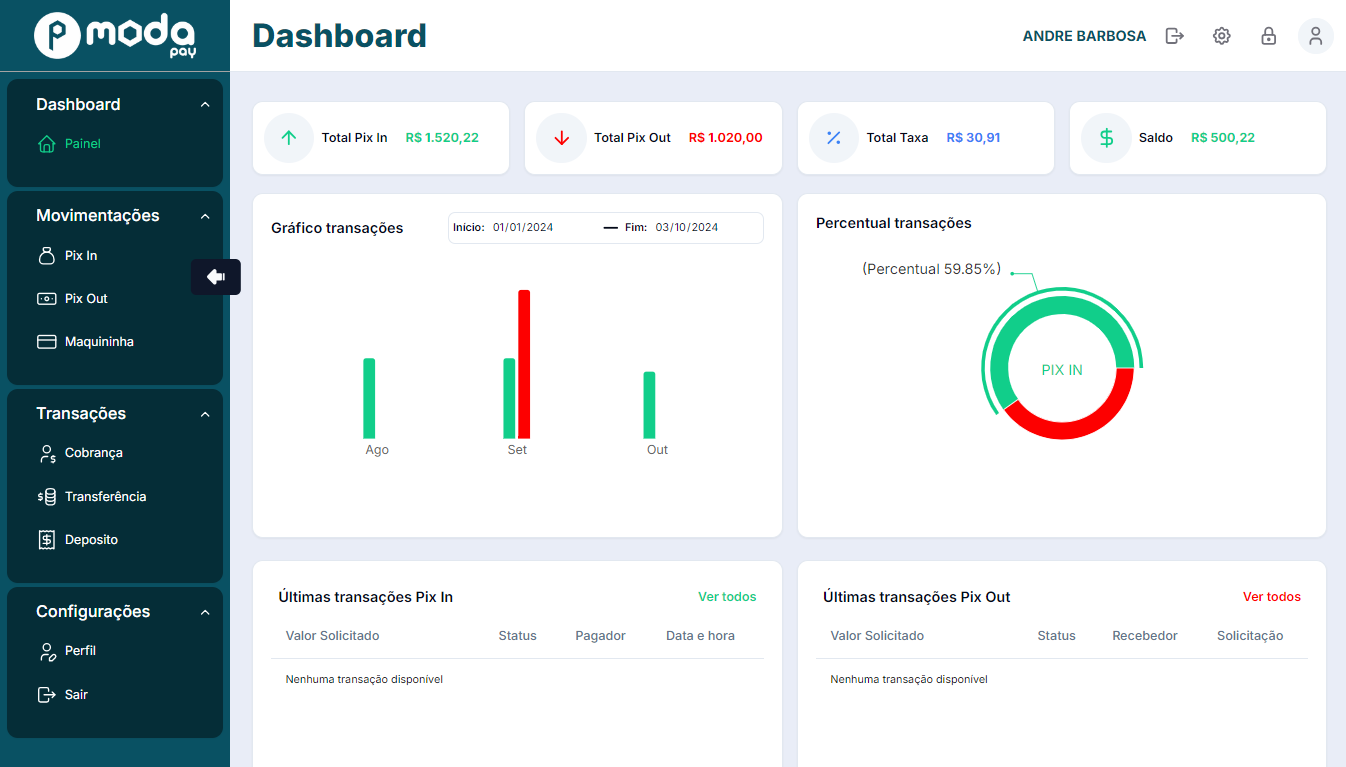 P moda pay
Dashboard
ANDRE BARBOSA
Dashboard
Painel
Movimentações
Pix In
Pix Out
Maquininha
Transações
Cobrança
Transferência
Deposito
Configurações
Perfil
Sair
Total Pix In R$ 1.520,22
Total Pix Out R$ 1.020,00
Total Taxa R$ 30,91
Saldo R$ 500,22
Gráfico transações
Início: 01/01/2024 — Fim: 03/10/2024
Ago Set Out
Percentual transações
(Percentual 59.85%)
PIX IN
Últimas transações Pix In Ver todos
Valor Solicitado Status Pagador Data e hora
Nenhuma transação disponível
Últimas transações Pix Out Ver todos
Valor Solicitado Status Recebedor Solicitação
Nenhuma transação disponível